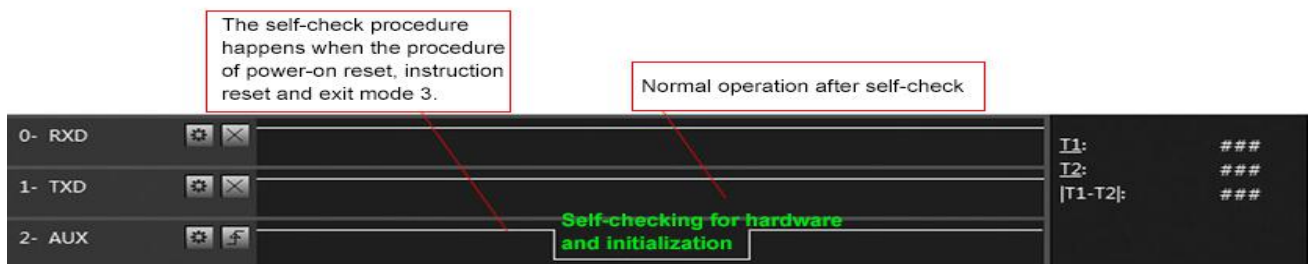 The self-check procedure
happens when the procedure
of power-on reset, instruction
reset and exit mode 3.
Normal operation after self-check
0- RXD
T1: ###
T2: ###
1- TXD
|T1-T2|: ###
Self-checking for hardware
and initialization
2- AUX